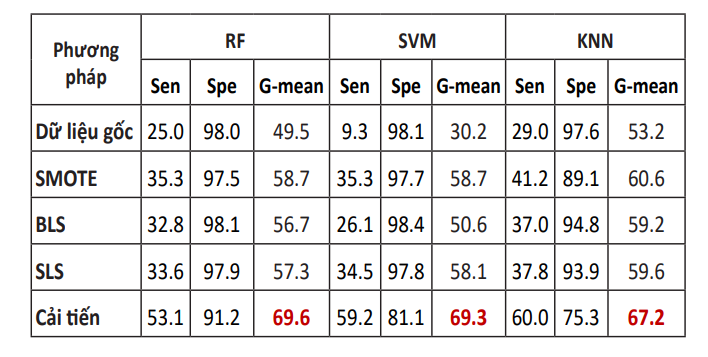 Phương pháp RF SVM KNN
Sen Spe G-mean Sen Spe G-mean Sen Spe G-mean
Dữ liệu gốc 25.0 98.0 49.5 9.3 98.1 30.2 29.0 97.6 53.2
SMOTE 35.3 97.5 58.7 35.3 97.7 58.7 41.2 89.1 60.6
BLS 32.8 98.1 56.7 26.1 98.4 50.6 37.0 94.8 59.2
SLS 33.6 97.9 57.3 34.5 97.8 58.1 37.8 93.9 59.6
Cải tiến 53.1 91.2 69.6 59.2 81.1 69.3 60.0 75.3 67.2